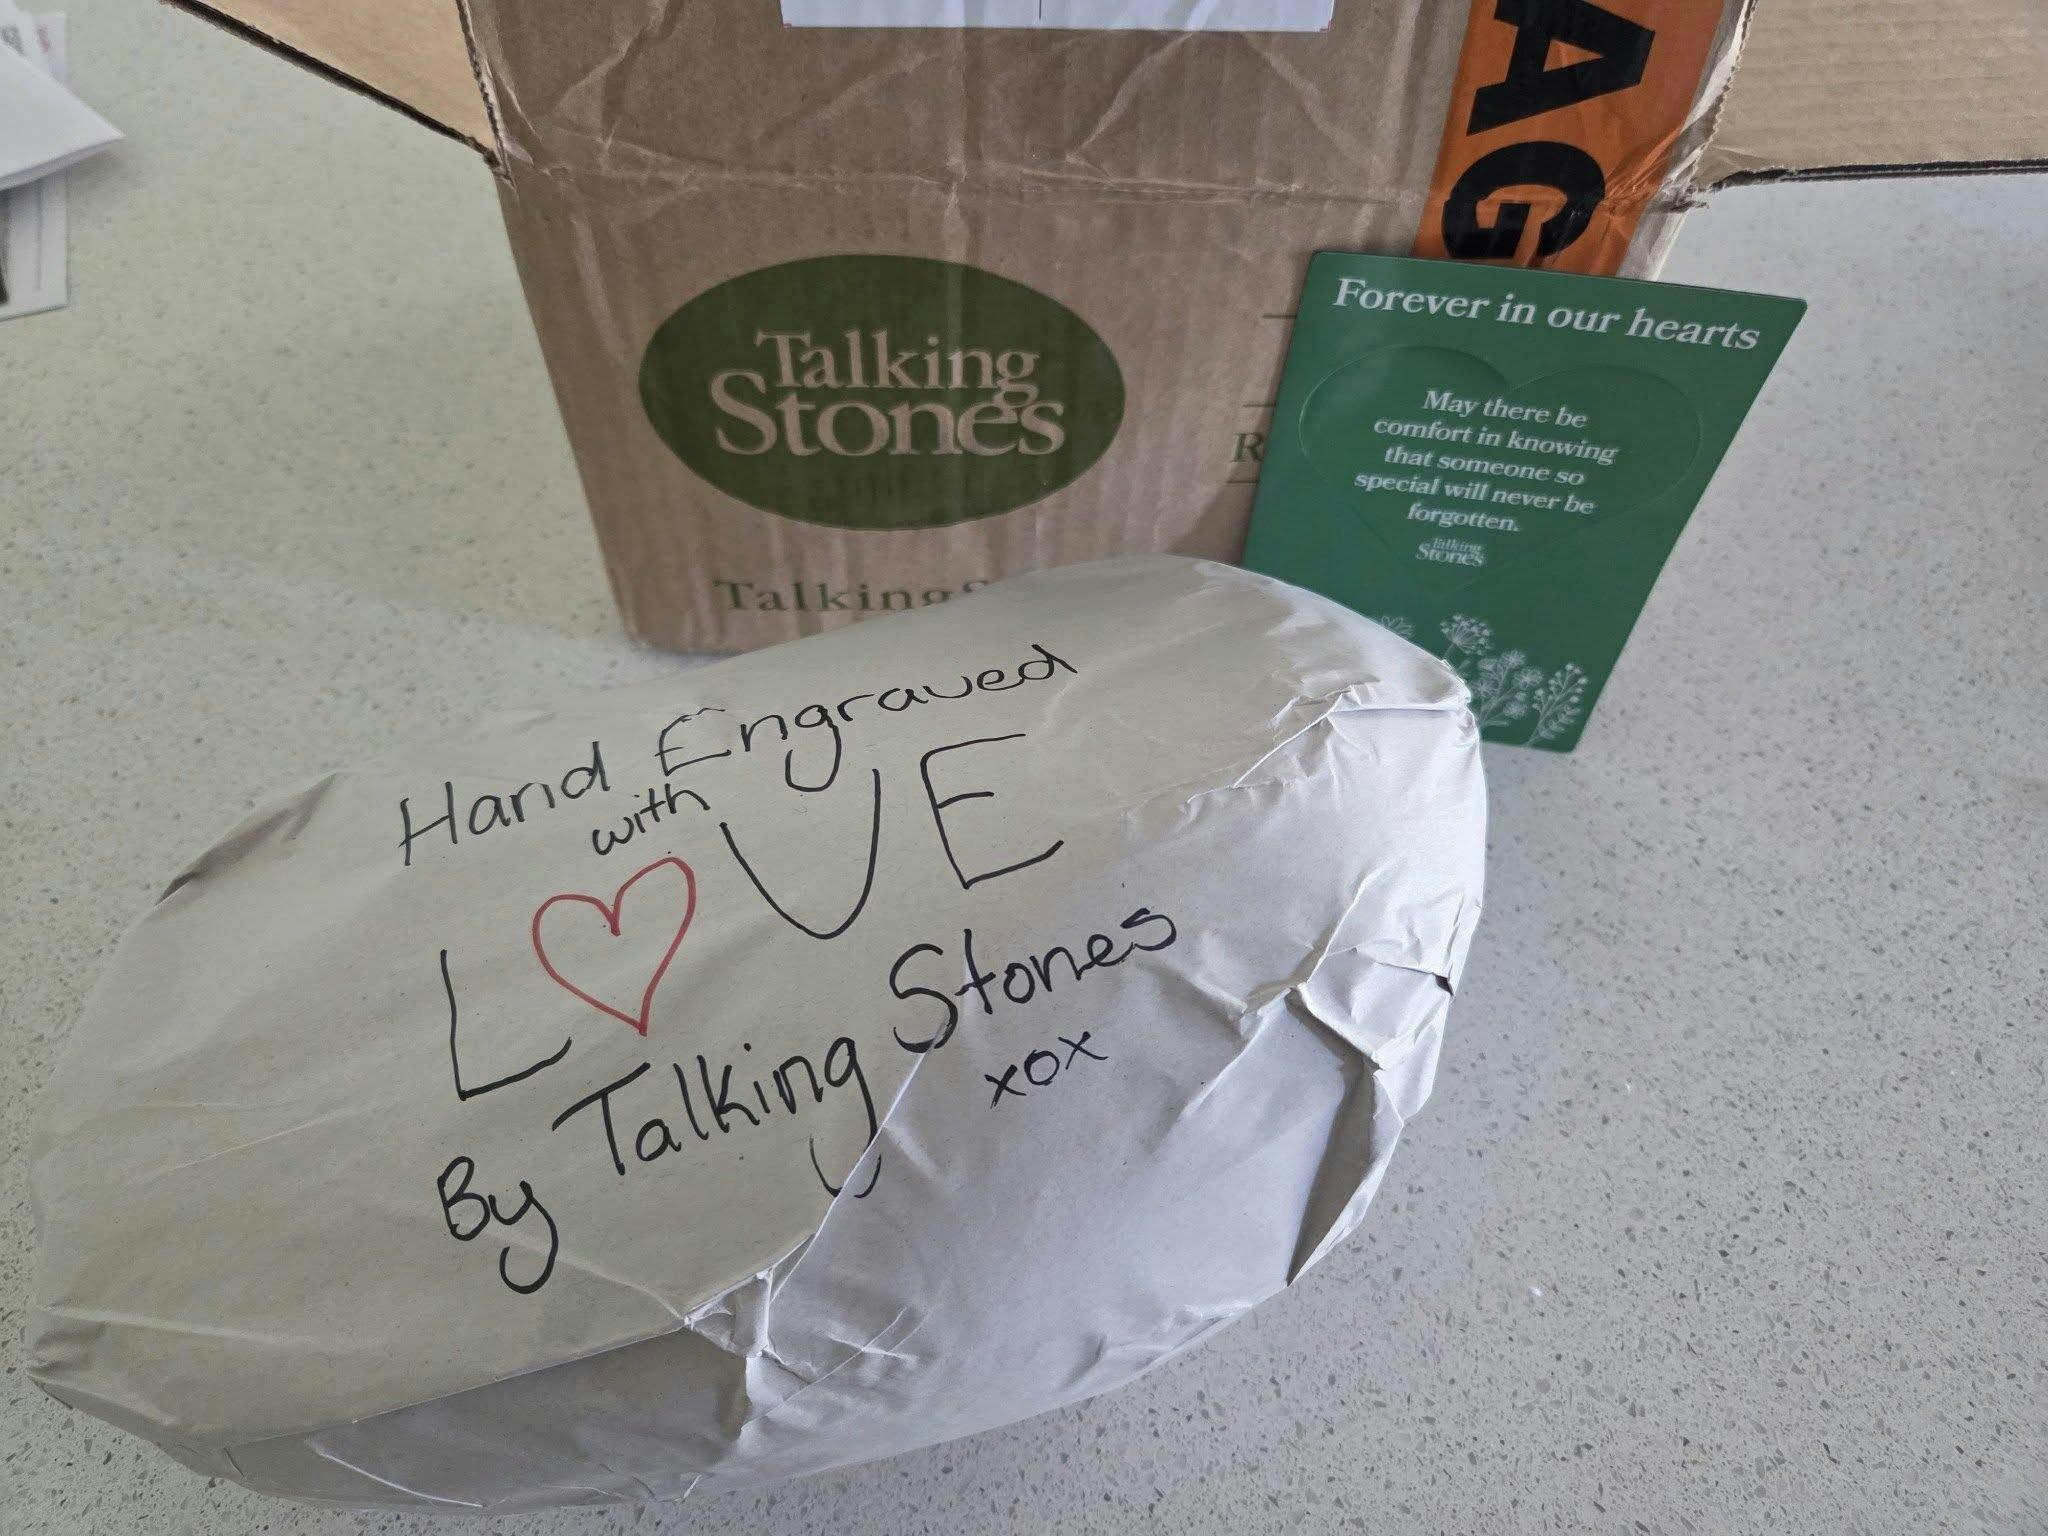 AG
Talking
Stones
R
Talking
Forever in our hearts
May there be
comfort in knowing
that someone so
special will never be
forgotten.
Talking
Stones
Hand Engraved
with
LOVE
By Talking Stones
xox